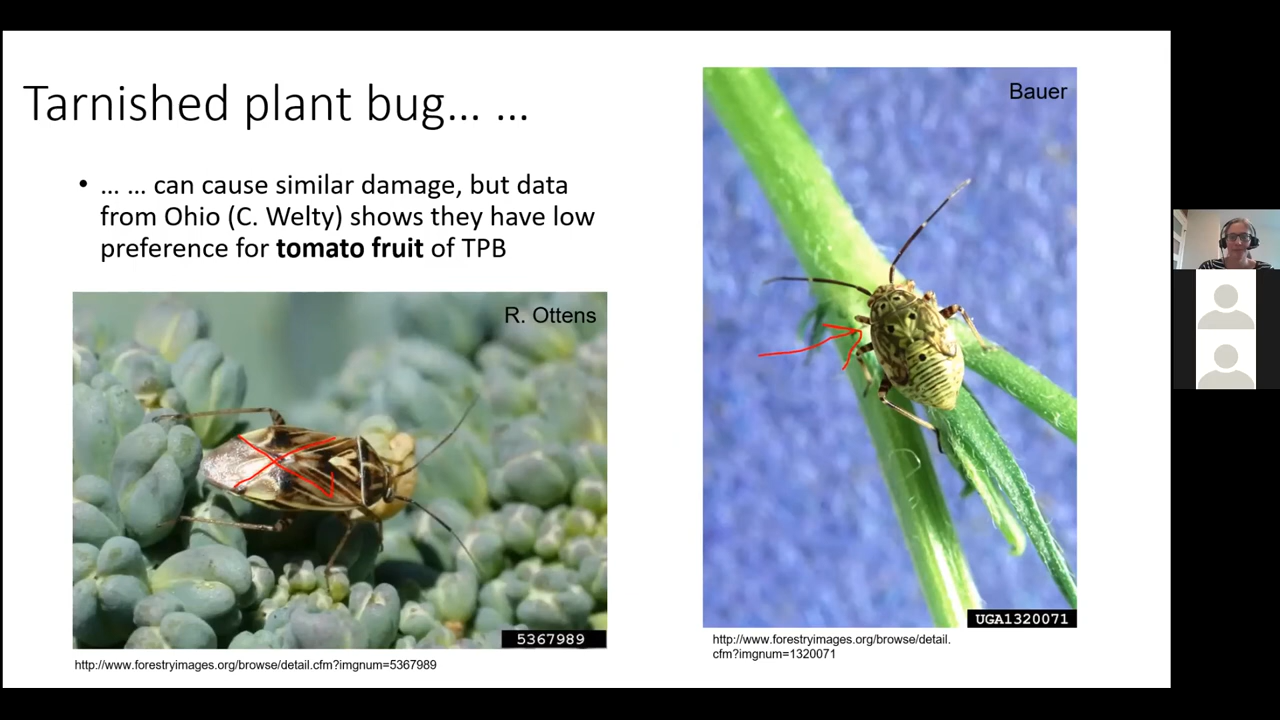 Tarnished plant bug... ...
• ... ... can cause similar damage, but data
from Ohio (C. Welty) shows they have low
preference for tomato fruit of TPB
R. Ottens
5367989
http://www.forestryimages.org/browse/detail.cfm?imgnum=5367989
Bauer
UGA1320071
http://www.forestryimages.org/browse/detail.
cfm?imgnum=1320071